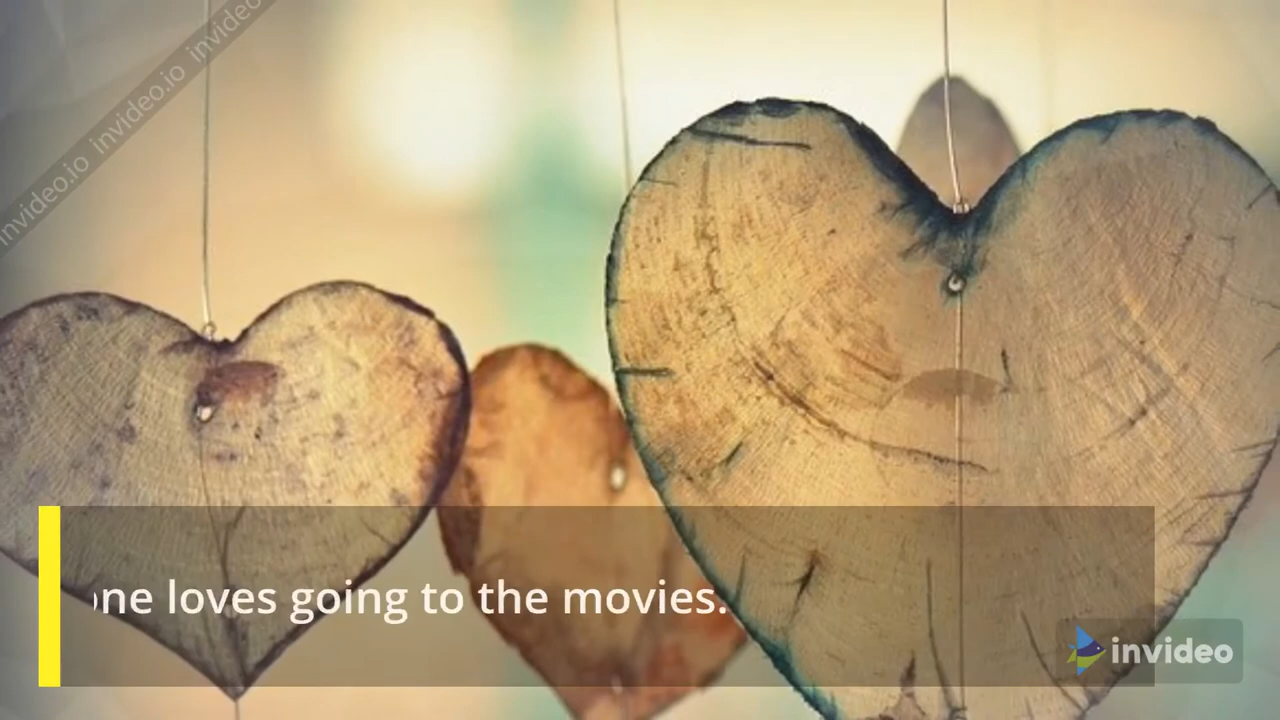 invideo.io invideo.io invideo
ne loves going to the movies.
invideo